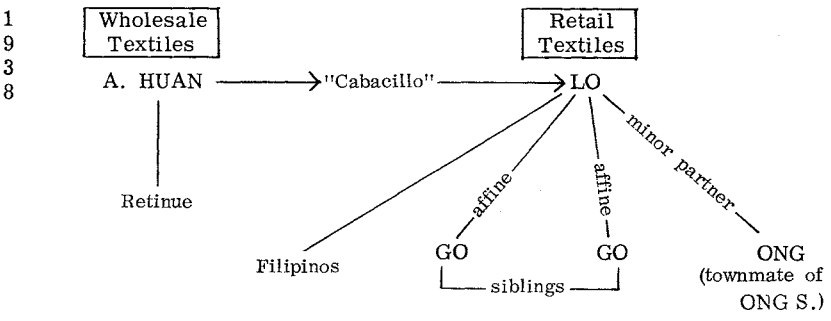 1
9
3
8
Wholesale
Textiles
Retail
Textiles
A. HUAN
"Cabacillo"
LO
Retinue
Filipinos
affine
affine
minor partner
GO
GO
siblings
ONG
(townmate of
ONG S.)